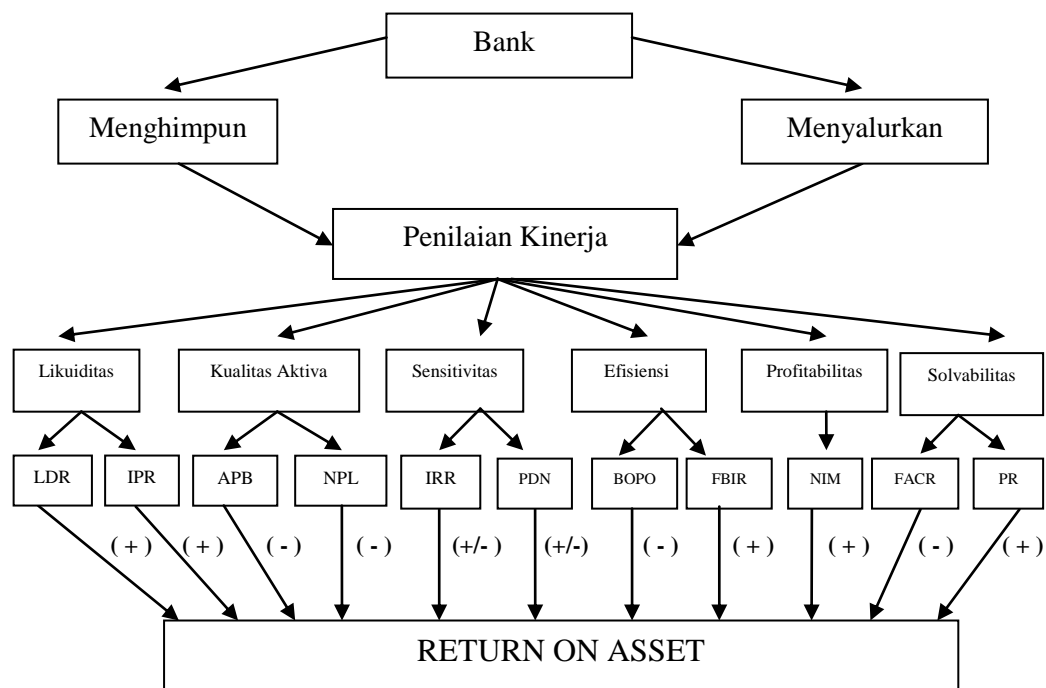 Bank
Menghimpun
Menyalurkan
Penilaian Kinerja
Likuiditas
Kualitas Aktiva
Sensitivitas
Efisiensi
Profitabilitas
Solvabilitas
LDR
IPR
APB
NPL
IRR
PDN
BOPO
FBIR
NIM
FACR
PR
( + )
( + )
( - )
( - )
(+/- )
(+/-)
( - )
( + )
( + )
( - )
( + )
RETURN ON ASSET